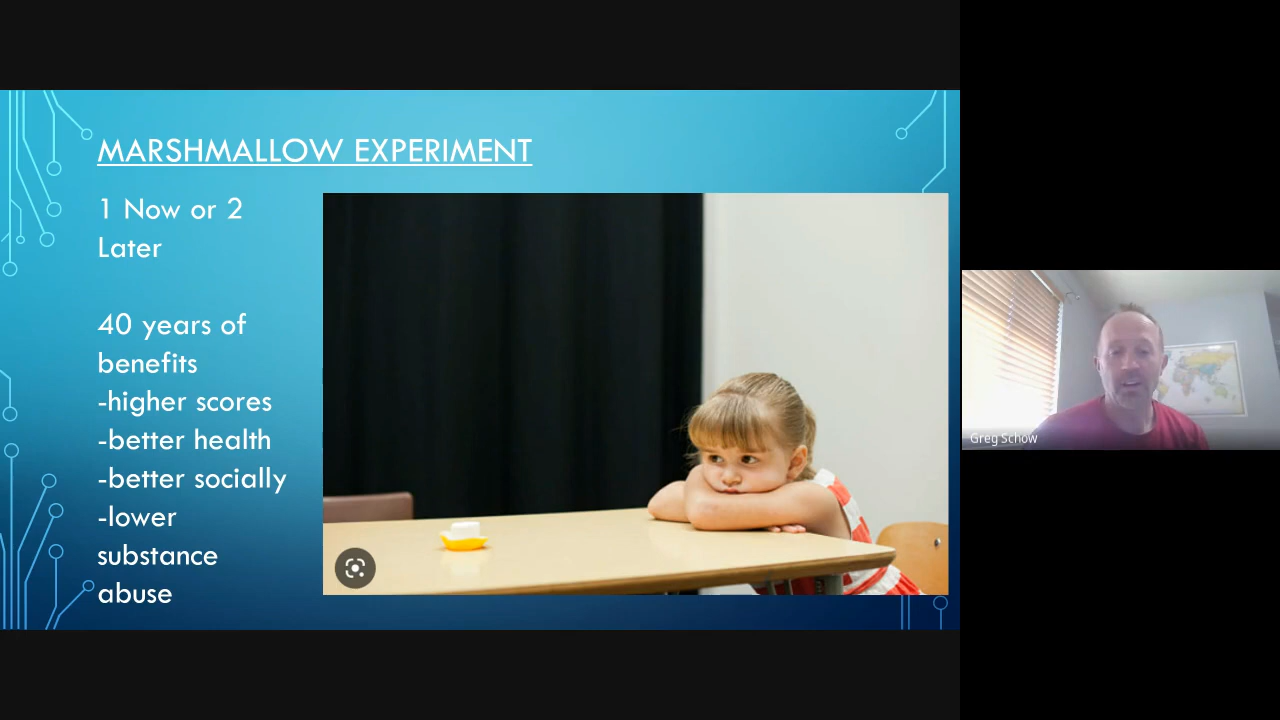 MARSHMALLOW EXPERIMENT
1 Now or 2
Later
40 years of
benefits
-higher scores
-better health
-better socially
-lower
substance
abuse
Greg Schow